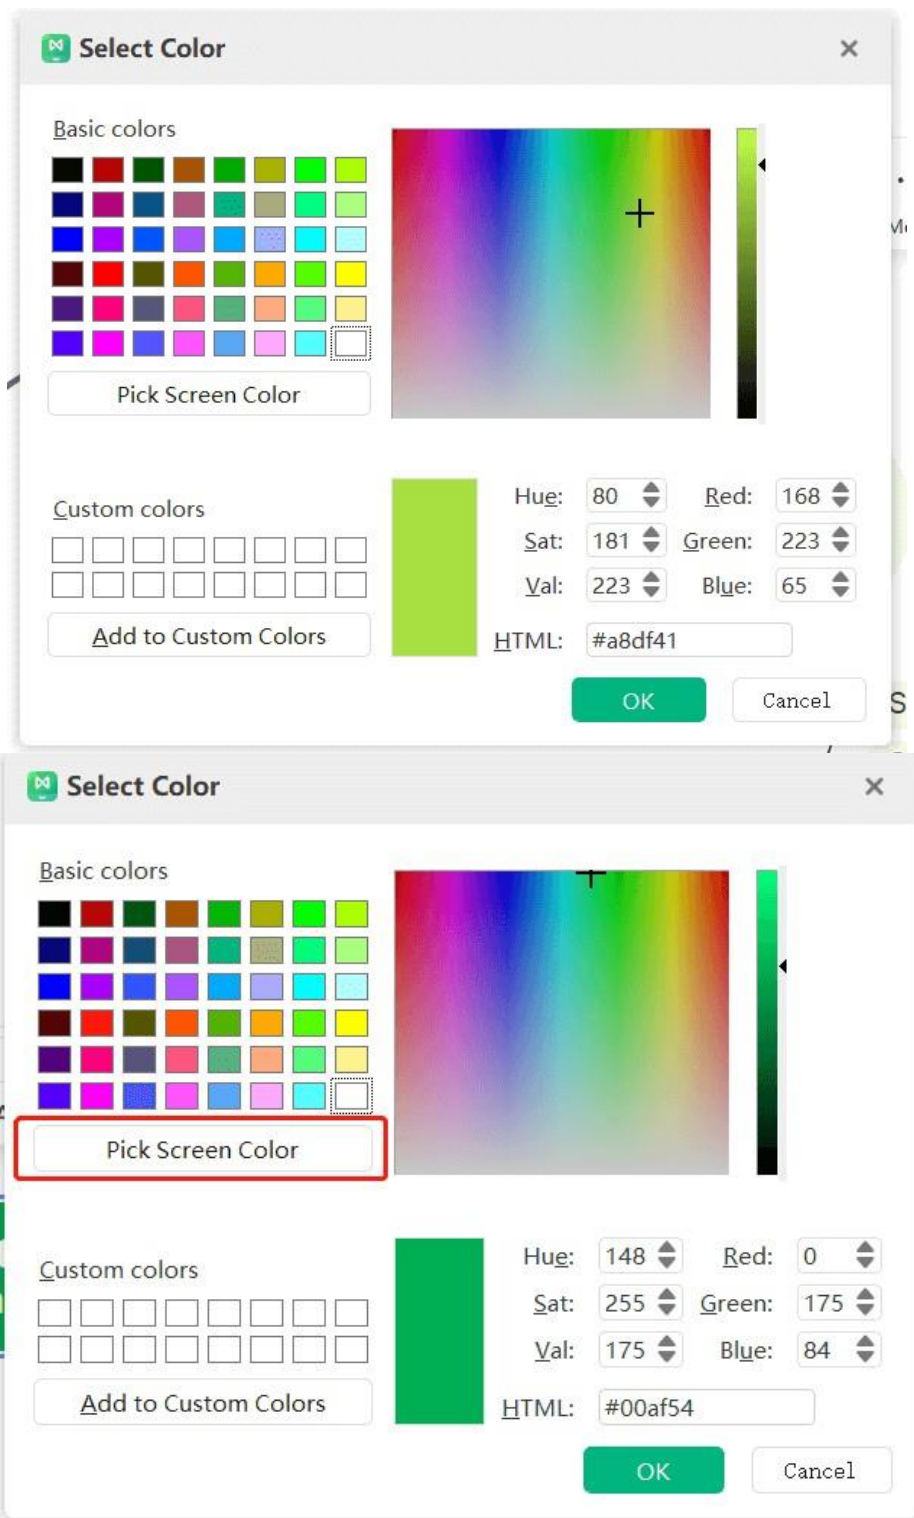 Select Color
Basic colors
Pick Screen Color
Custom colors
Add to Custom Colors
Hue: 80 Red: 168
Sat: 181 Green: 223
Val: 223 Blue: 65
HTML: #a8df41
OK Cancel
Select Color
Basic colors
Pick Screen Color
Custom colors
Add to Custom Colors
Hue: 148 Red: 0
Sat: 255 Green: 175
Val: 175 Blue: 84
HTML: #00af54
OK Cancel